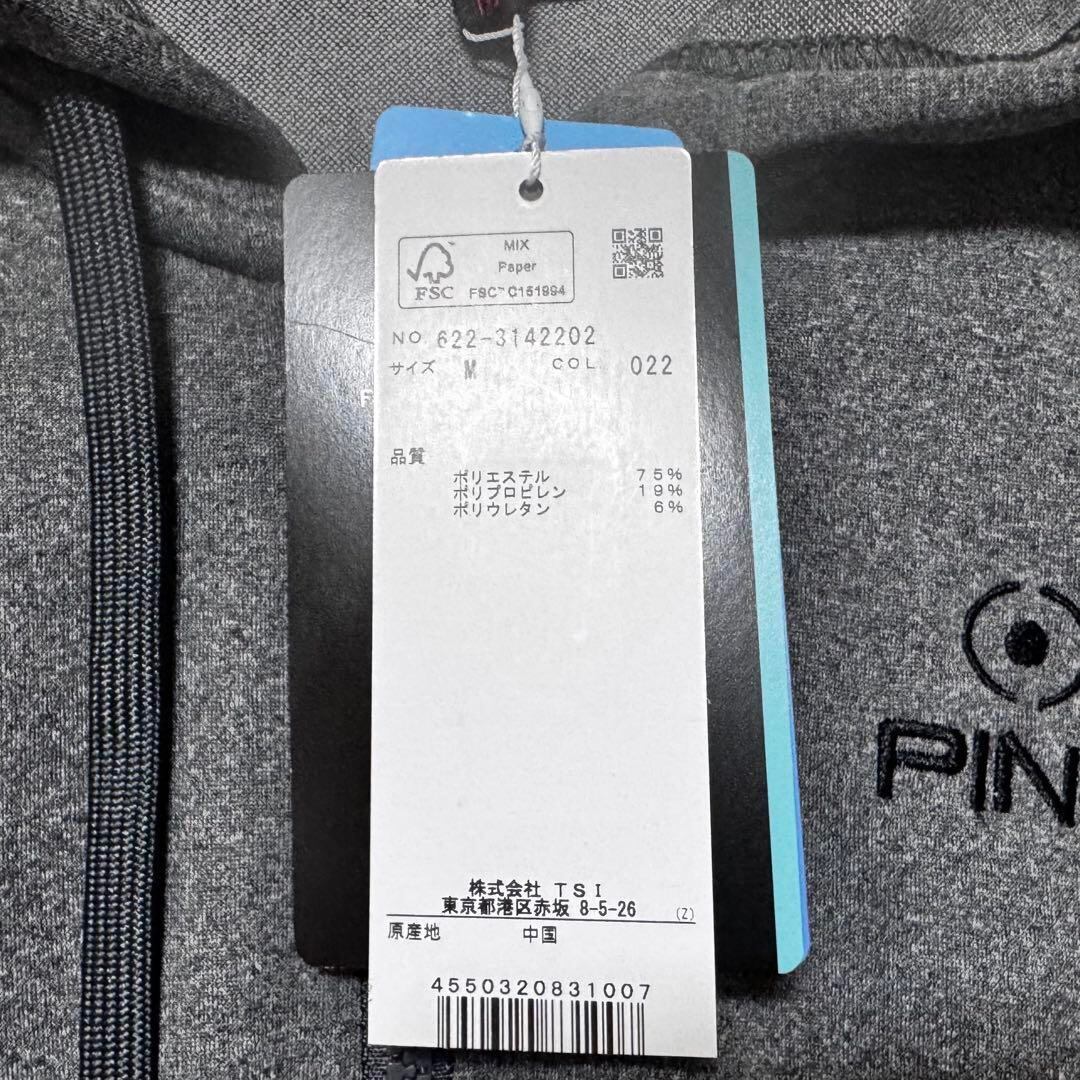 MIX
Paper
FSC™ C151994
FSC
NO. 622-3142202
サイズ M COL. 022
品質
ポリエステル 75%
ポリプロピレン 19%
ポリウレタン 6%
株式会社 TSI
東京都港区赤坂 8-5-26 (Z)
原産地 中国
4550320831007
PIN